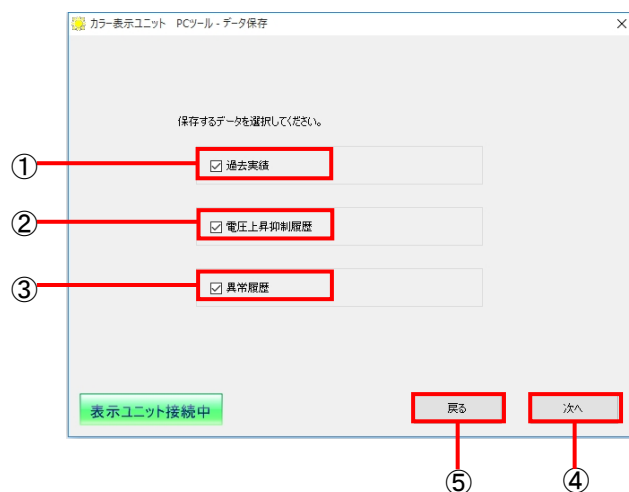 カラー表示ユニット PCツール - データ保存
保存するデータを選択してください。
① 過去実績
② 電圧上昇抑制履歴
③ 異常履歴
表示ユニット接続中
戻る
次へ
⑤
④